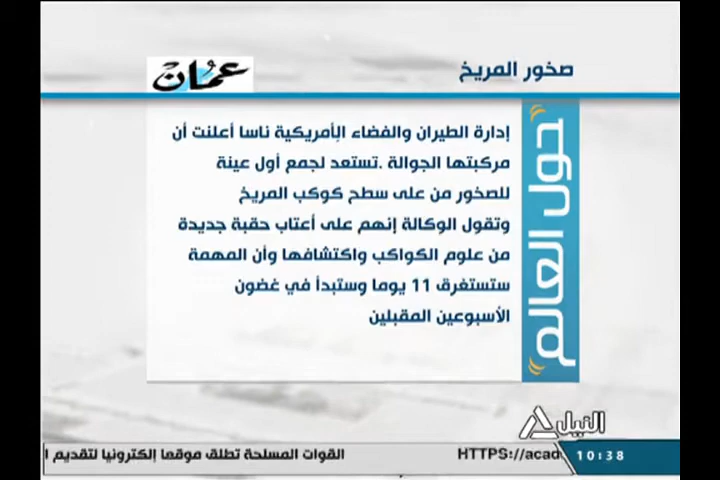 صخور المريخ
عمان
إدارة الطيران والفضاء الأمريكية ناسا أعلنت أن
مركبتها الجوالة .تستعد لجمع أول عينة
للصخور من على سطح كوكب المريخ
وتقول الوكالة إنهم على أعتاب حقبة جديدة
من علوم الكواكب واكتشافها وأن المهمة
ستستغرق 11 يوما وستبدأ في غضون
الأسبوعين المقبلين
"حول العالم"
النيل
القوات المسلحة تطلق موقعا إلكترونيا لتقديم ا
HTTPS://acad
10:38